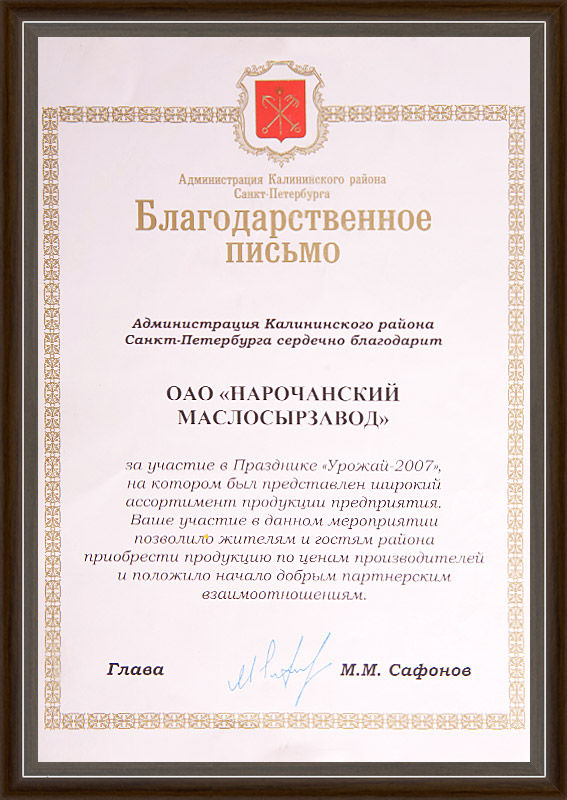 Администрация Калининского района
Санкт-Петербурга
Благодарственное
письмо
Администрация Калининского района
Санкт-Петербурга сердечно благодарит
ОАО «НАРОЧАНСКИЙ
МАСЛОСЫРЗАВОД»
за участие в Празднике «Урожай-2007»,
на котором был представлен широкий
ассортимент продукции предприятия.
Ваше участие в данном мероприятии
позволило жителям и гостям района
приобрести продукцию по ценам производителей
и положило начало добрым партнерским
взаимоотношениям.
Глава М.М. Сафонов